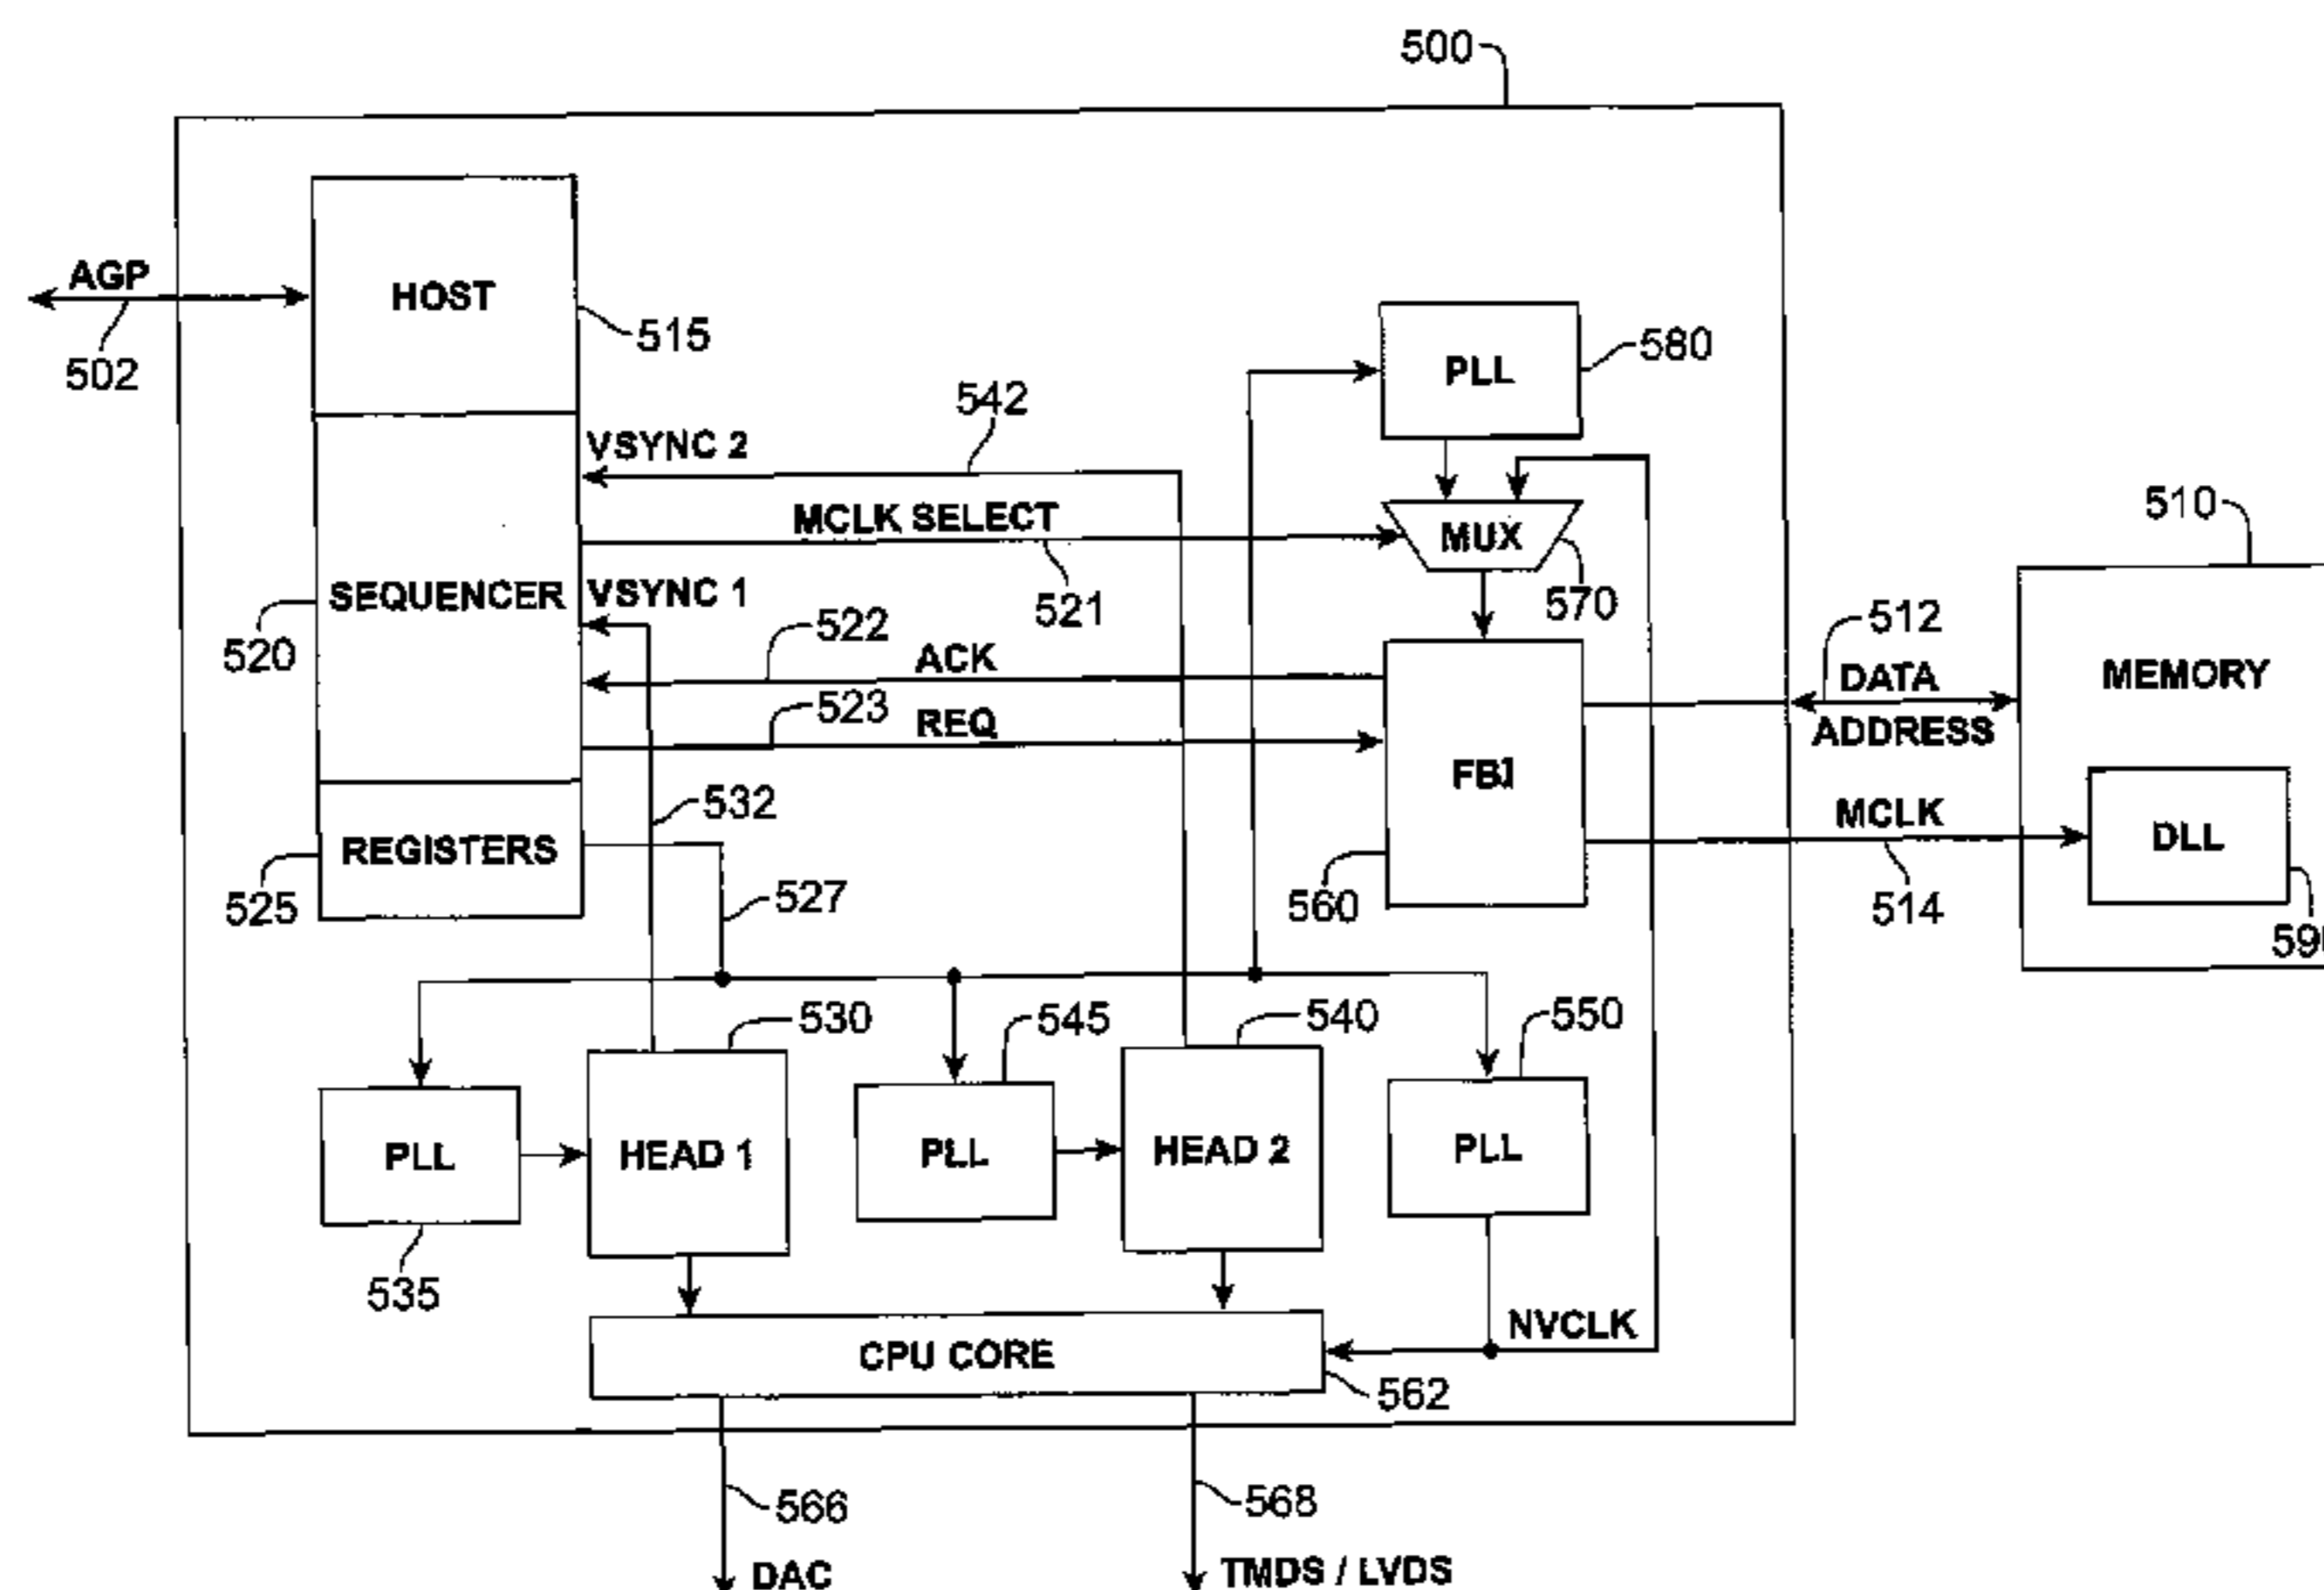 500
AGP
502
HOST
515
PLL
580
542
VSYNC 2
MCLK SELECT
521
MUX
570
510
SEQUENCER
520
VSYNC 1
522
ACK
523
REQ
512
DATA
ADDRESS
MEMORY
FBI
560
MCLK
514
DLL
532
REGISTERS
525
527
530
545
540
550
PLL
HEAD 1
PLL
HEAD 2
PLL
535
NVCLK
CPU CORE
562
566
568
DAC
TMDS / LVDS